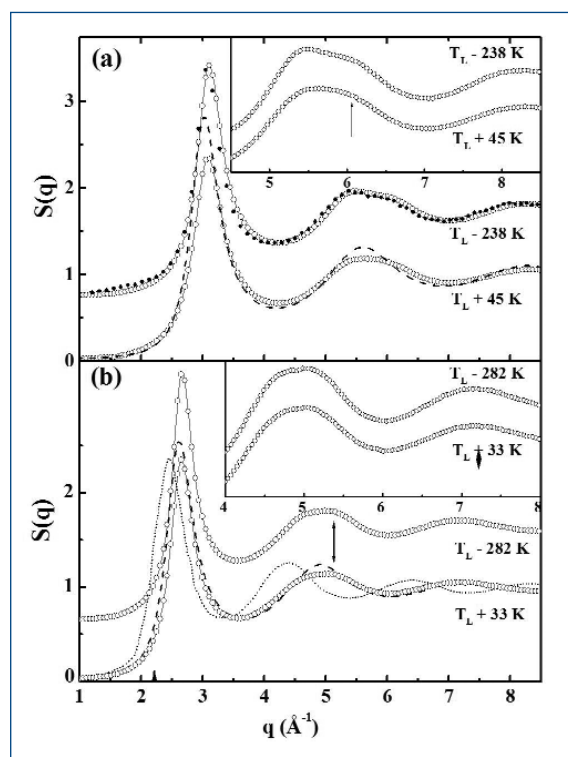 (a)
T_L - 238 K
T_L + 45 K
5 6 7 8
3
2
1
0
S(q)
T_L - 238 K
T_L + 45 K
(b)
T_L - 282 K
T_L + 33 K
4 5 6 7 8
2
1
0
S(q)
T_L - 282 K
T_L + 33 K
1 2 3 4 5 6 7 8
q (Å⁻¹)